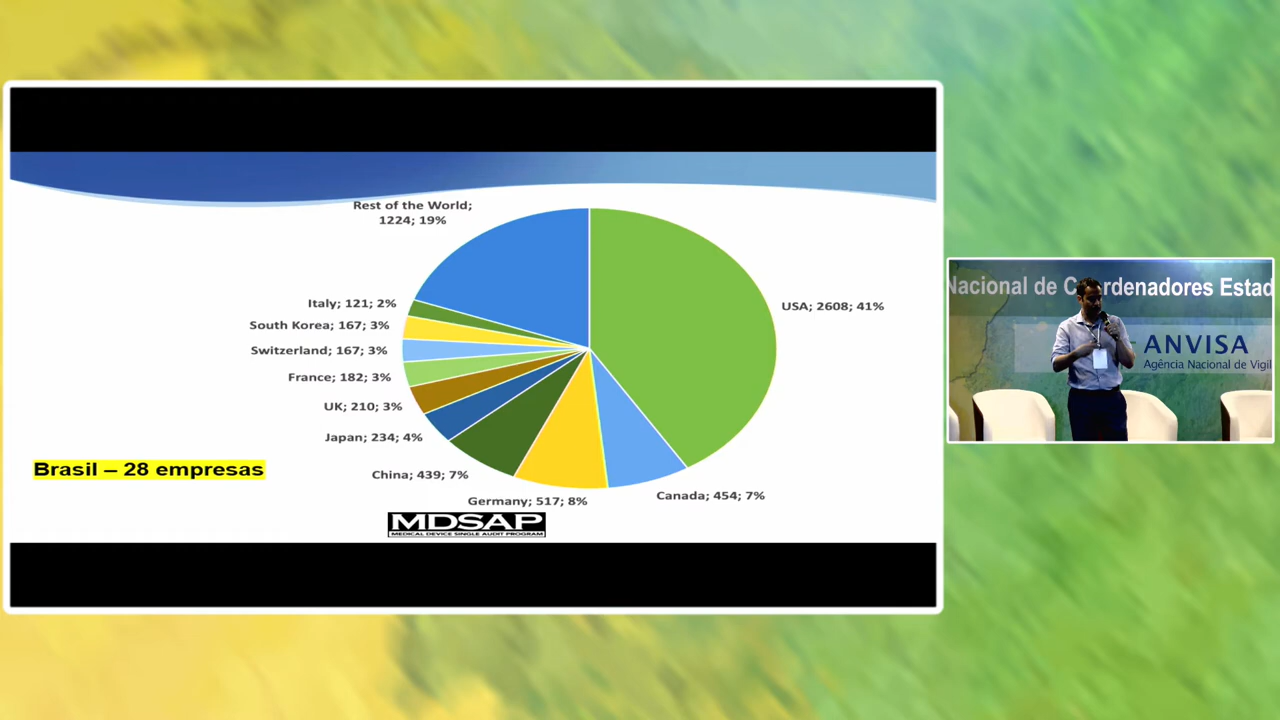 Rest of the World;
1224; 19%
USA; 2608; 41%
Italy; 121; 2%
South Korea; 167; 3%
Switzerland; 167; 3%
France; 182; 3%
UK; 210; 3%
Japan; 234; 4%
China; 439; 7%
Germany; 517; 8%
Canada; 454; 7%
Brasil – 28 empresas
MDSAP
MEDICAL DEVICE SINGLE AUDIT PROGRAM
Nacional de Co rdenadores Estad
ANVISA
Agência Nacional de Vigil